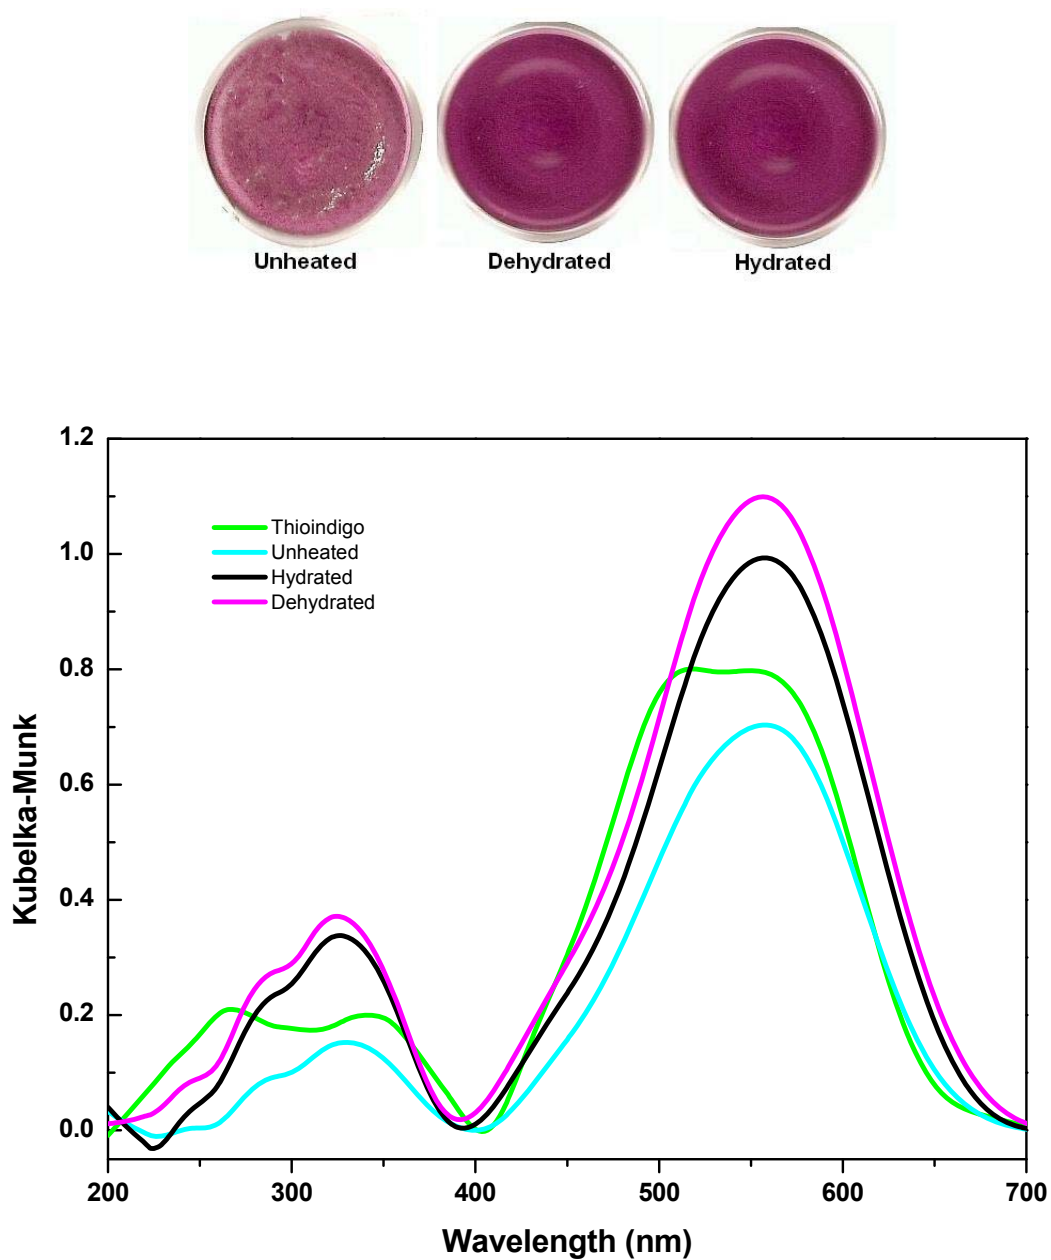 Unheated Dehydrated Hydrated
1.2
Thioindigo
Unheated
Hydrated
Dehydrated
1.0
0.8
0.6
0.4
0.2
0.0
Kubelka-Munk
200 300 400 500 600 700
Wavelength (nm)